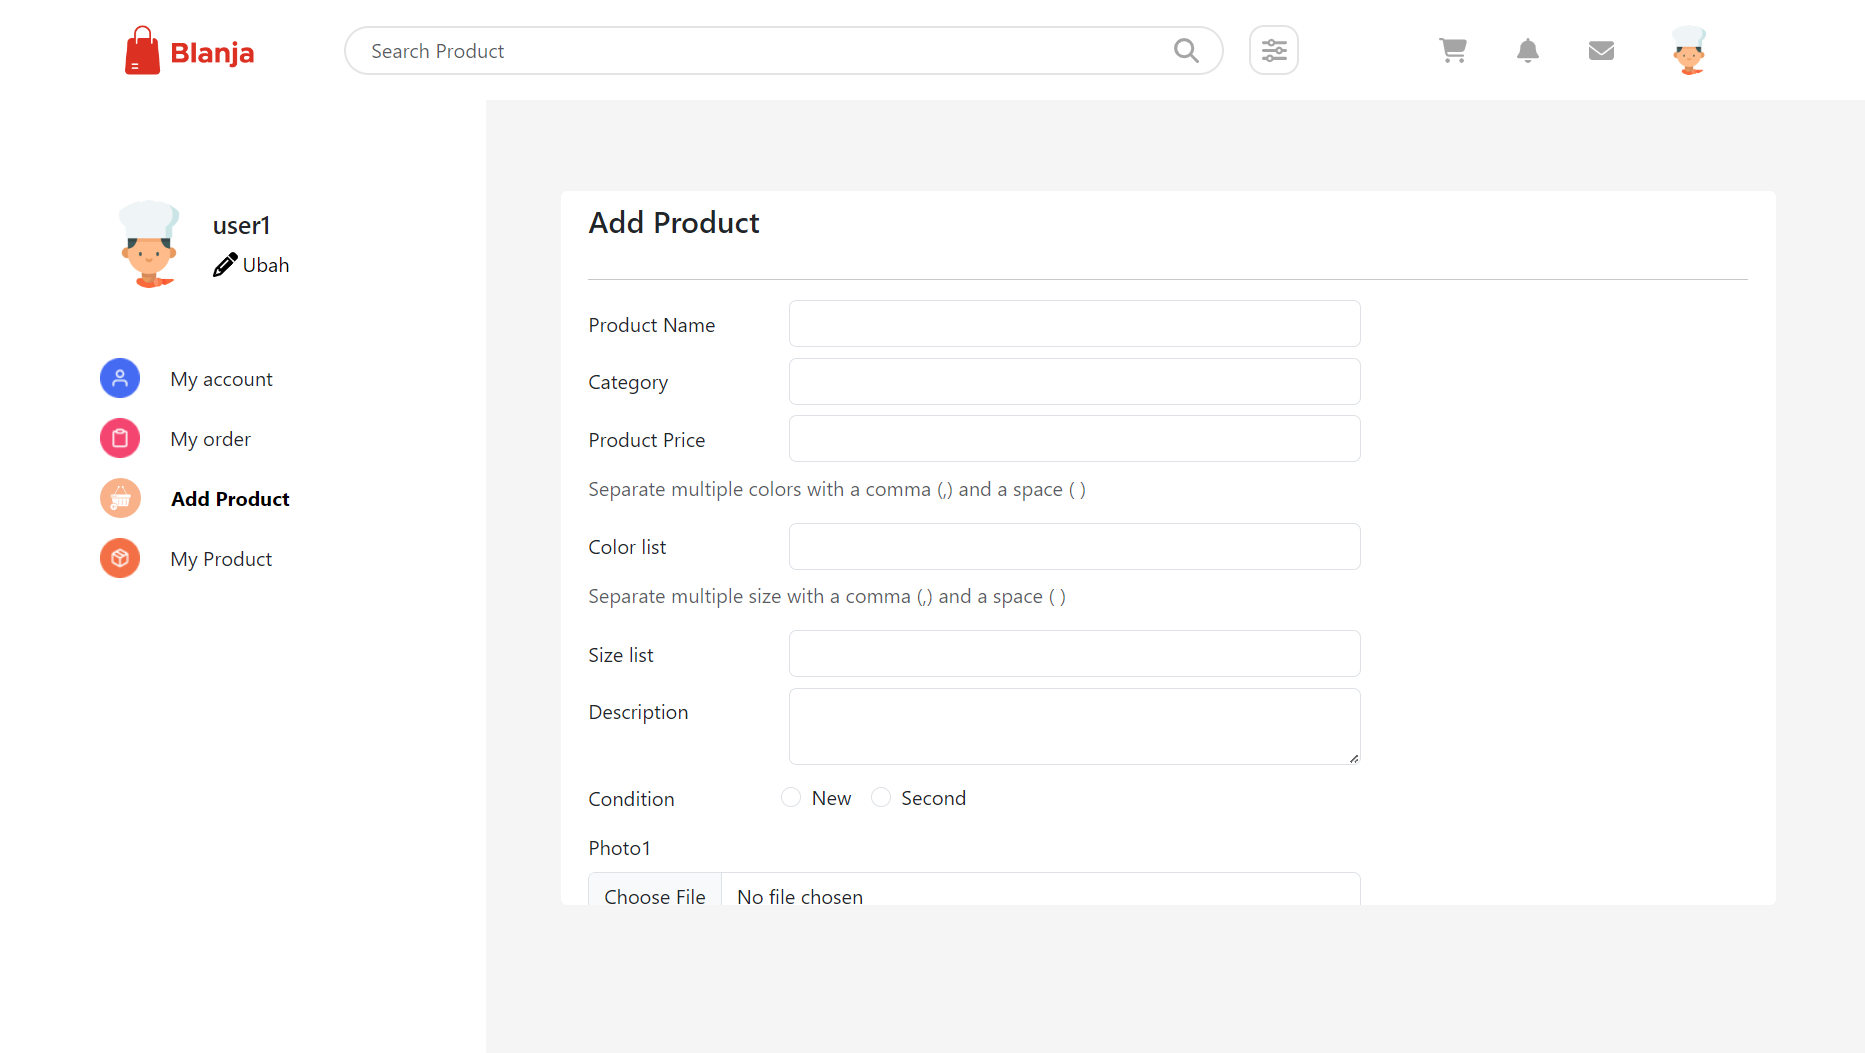 Blanja
Search Product
user1
Ubah
My account
My order
Add Product
My Product
Add Product
Product Name
Category
Product Price
Separate multiple colors with a comma (,) and a space ( )
Color list
Separate multiple size with a comma (,) and a space ( )
Size list
Description
Condition New Second
Photo1
Choose File No file chosen